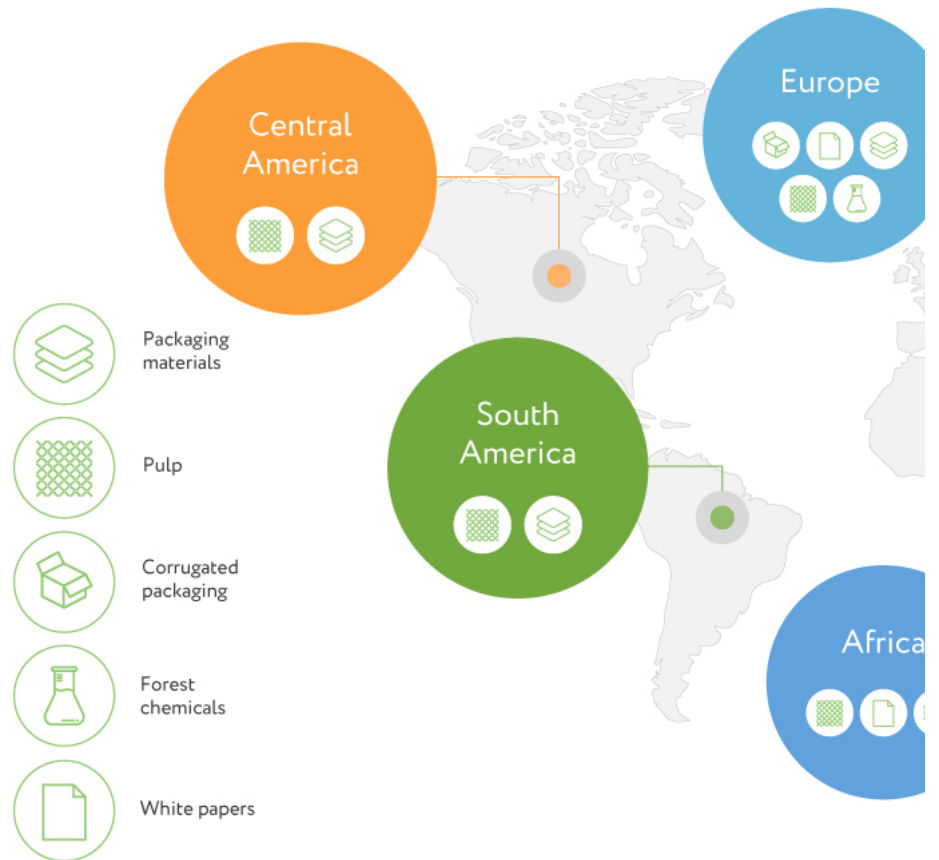 Central
America
Europe
Packaging
materials
South
America
Pulp
Corrugated
packaging
Africa
Forest
chemicals
White papers